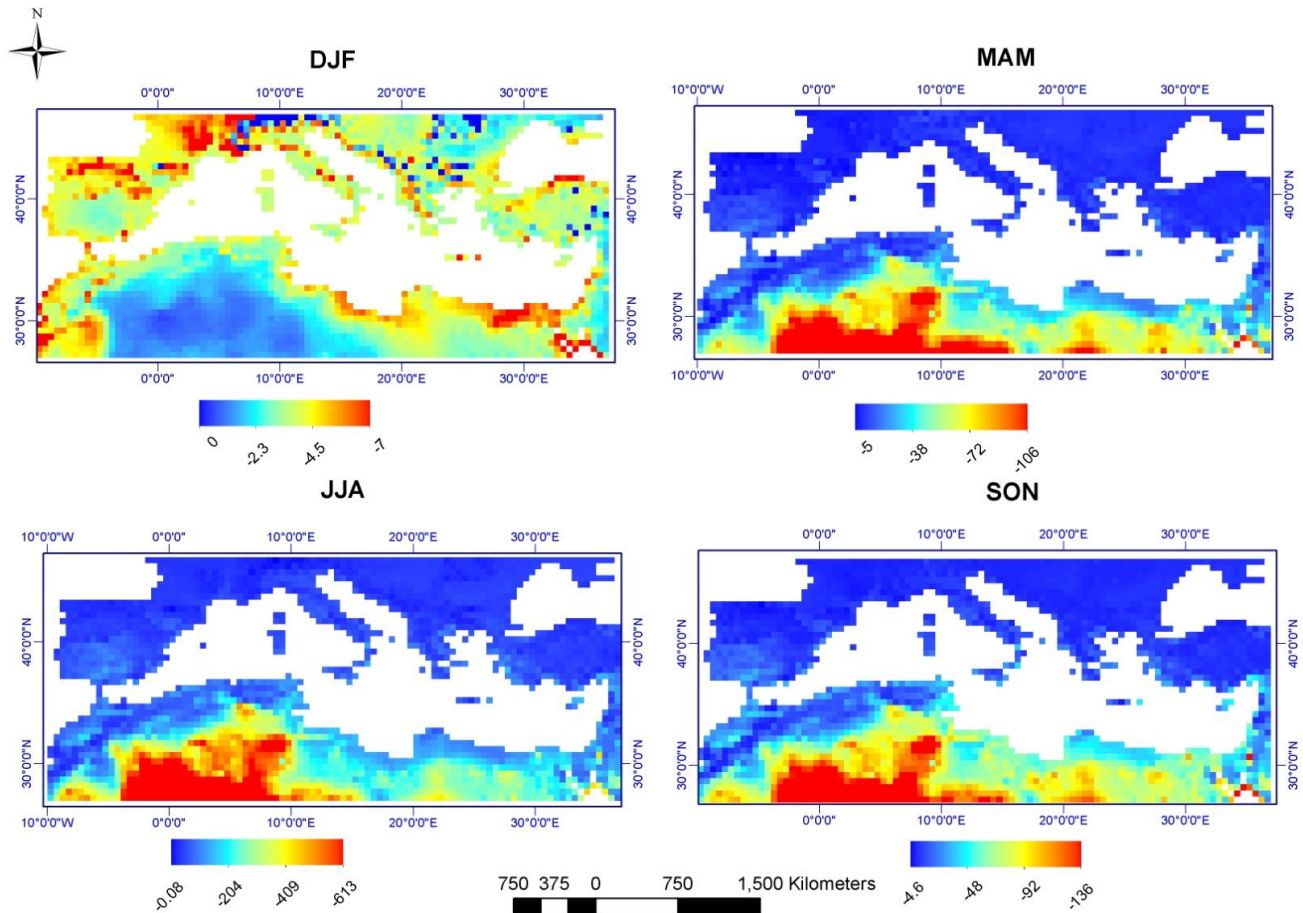 N
DJF
0°0'0" 10°0'0"E 20°0'0"E 30°0'0"E
40°0'0"N 40°0'0"N
30°0'0"N 30°0'0"N
0°0'0" 10°0'0"E 20°0'0"E 30°0'0"E
0 -2.3 -4.5 -7
MAM
10°0'0"W 0°0'0" 10°0'0"E 20°0'0"E 30°0'0"E
40°0'0"N 40°0'0"N
30°0'0"N 30°0'0"N
10°0'0"W 0°0'0" 10°0'0"E 20°0'0"E 30°0'0"E
-5 -38 -72 -106
JJA
10°0'0"W 0°0'0" 10°0'0"E 20°0'0"E 30°0'0"E
40°0'0"N 40°0'0"N
30°0'0"N 30°0'0"N
10°0'0"W 0°0'0" 10°0'0"E 20°0'0"E 30°0'0"E
-0.08 -204 -409 -613
SON
0°0'0" 10°0'0"E 20°0'0"E 30°0'0"E
40°0'0"N 40°0'0"N
30°0'0"N 30°0'0"N
0°0'0" 10°0'0"E 20°0'0"E 30°0'0"E
-4.6 -48 -92 -136
750 375 0 750 1,500 Kilometers